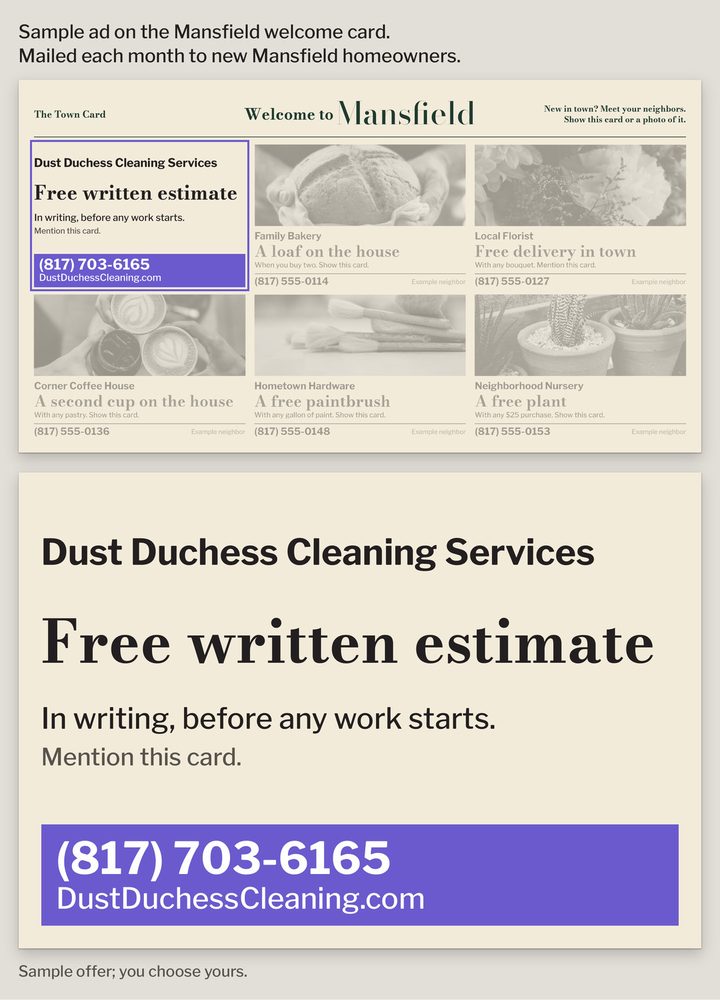 Sample ad on the Mansfield welcome card.
Mailed each month to new Mansfield homeowners.
The Town Card
Welcome to Mansfield
New in town? Meet your neighbors.
Show this card or a photo of it.
Dust Duchess Cleaning Services
Free written estimate
In writing, before any work starts.
Mention this card.
(817) 703-6165
DustDuchessCleaning.com
Family Bakery
A loaf on the house
When you buy two. Show this card.
(817) 555-0114
Example neighbor
Local Florist
Free delivery in town
With any bouquet. Mention this card.
(817) 555-0127
Example neighbor
Corner Coffee House
A second cup on the house
With any pastry. Show this card.
(817) 555-0136
Example neighbor
Hometown Hardware
A free paintbrush
With any gallon of paint. Show this card.
(817) 555-0148
Example neighbor
Neighborhood Nursery
A free plant
With any $25 purchase. Show this card.
(817) 555-0153
Example neighbor
Dust Duchess Cleaning Services
Free written estimate
In writing, before any work starts.
Mention this card.
(817) 703-6165
DustDuchessCleaning.com
Sample offer; you choose yours.